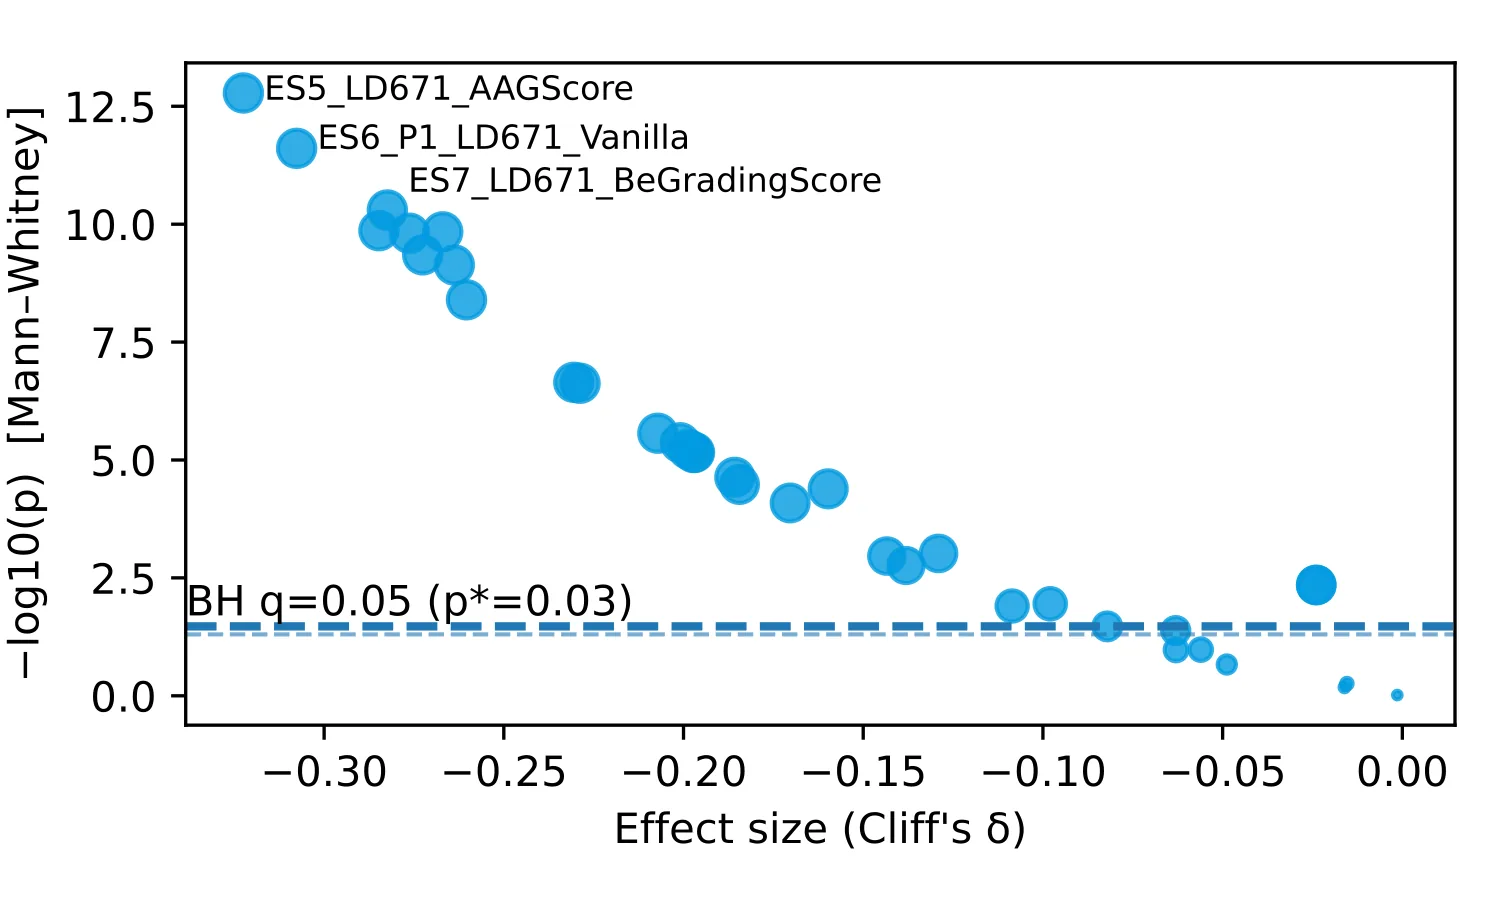 ES5_LD671_AAGScore
ES6_P1_LD671_Vanilla
ES7_LD671_BeGradingScore
BH q=0.05 (p*=0.03)
12.5
10.0
7.5
5.0
2.5
0.0
−log10(p) [Mann–Whitney]
−0.30 −0.25 −0.20 −0.15 −0.10 −0.05 0.00
Effect size (Cliff's δ)